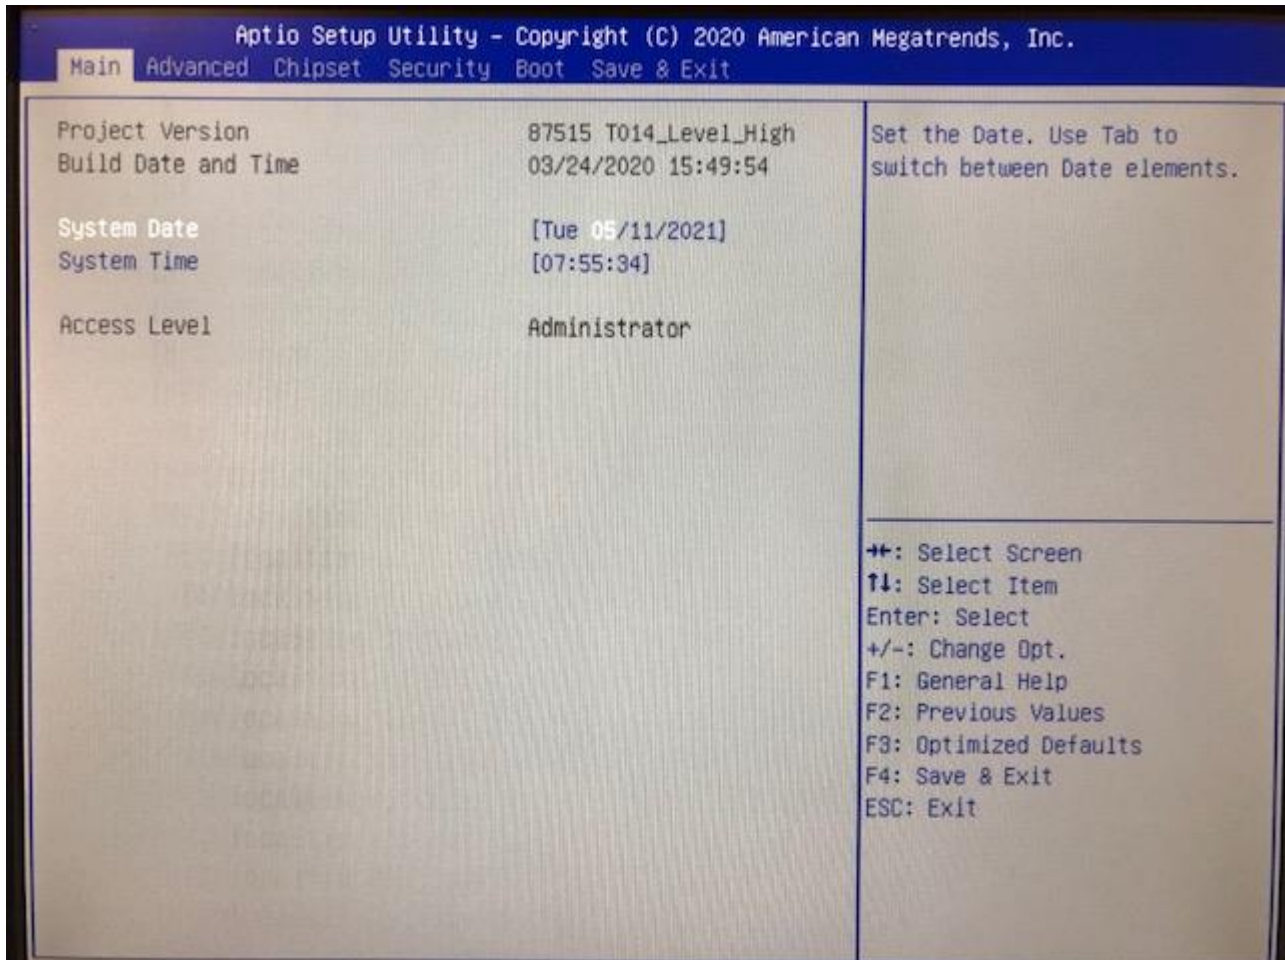 Aptio Setup Utility – Copyright (C) 2020 American Megatrends, Inc.
Main Advanced Chipset Security Boot Save & Exit
Project Version 87515 T014_Level_High
Build Date and Time 03/24/2020 15:49:54
System Date [Tue 05/11/2021]
System Time [07:55:34]
Access Level Administrator
Set the Date. Use Tab to
switch between Date elements.
→←: Select Screen
↑↓: Select Item
Enter: Select
+/-: Change Opt.
F1: General Help
F2: Previous Values
F3: Optimized Defaults
F4: Save & Exit
ESC: Exit